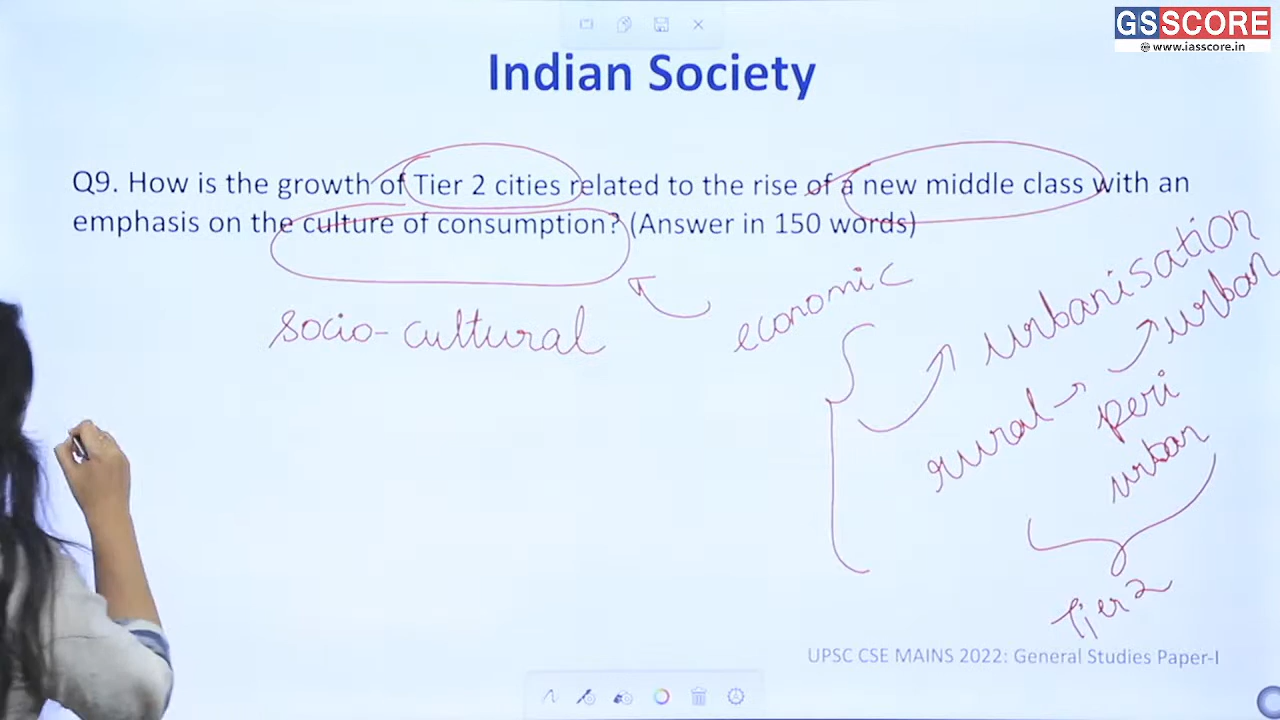 GSSCORE
www.iasscore.in
Indian Society
Q9. How is the growth of Tier 2 cities related to the rise of a new middle class with an
emphasis on the culture of consumption? (Answer in 150 words)
socio-cultural
economic
urbanisation
rural
peri
urban
urban
Tier 2
UPSC CSE MAINS 2022: General Studies Paper-I